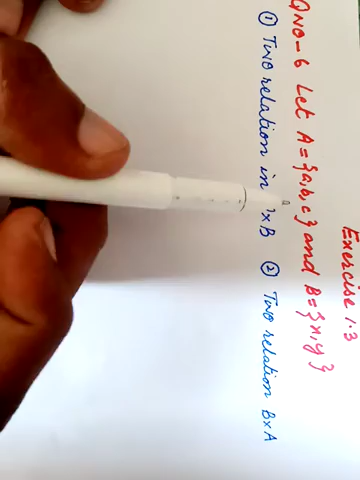 Exercise 1.3
QNO-6 Let A={a,b,c} and B={x,y}
① Two relation in ×B ② Two relation B×A